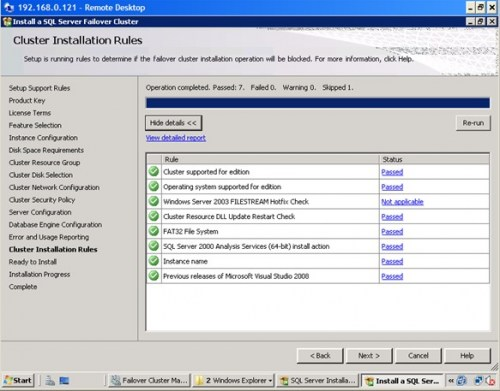 192.168.0.121 - Remote Desktop
Install a SQL Server Failover Cluster
Cluster Installation Rules
Setup is running rules to determine if the failover cluster installation operation will be blocked. For more information, click Help.
Setup Support Rules
Product Key
License Terms
Feature Selection
Instance Configuration
Disk Space Requirements
Cluster Resource Group
Cluster Disk Selection
Cluster Network Configuration
Cluster Security Policy
Server Configuration
Database Engine Configuration
Error and Usage Reporting
Cluster Installation Rules
Ready to Install
Installation Progress
Complete
Operation completed. Passed: 7. Failed 0. Warning 0. Skipped 1.
Hide details <<
Re-run
View detailed report
Rule Status
Cluster supported for edition Passed
Operating system supported for edition Passed
Windows Server 2003 FILESTREAM Hotfix Check Not applicable
Cluster Resource DLL Update Restart Check Passed
FAT32 File System Passed
SQL Server 2000 Analysis Services (64-bit) install action Passed
Instance name Passed
Previous releases of Microsoft Visual Studio 2008 Passed
< Back Next > Cancel Help
Start Failover Cluster Ma... 2 Windows Explorer SQL Server Installa... Install a SQL Ser...